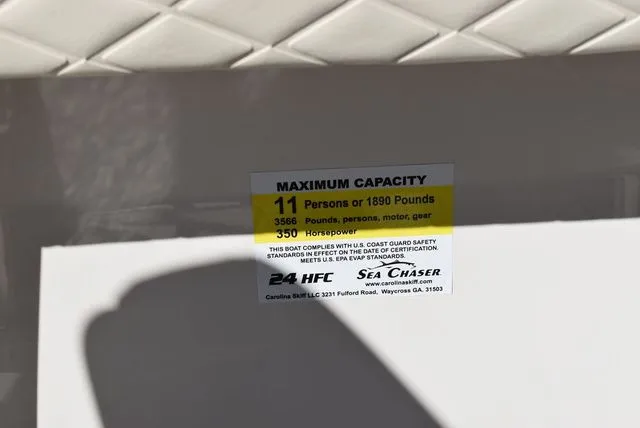 MAXIMUM CAPACITY
11 Persons or 1890 Pounds
3566 Pounds, persons, motor, gear
350 Horsepower
THIS BOAT COMPLIES WITH U.S. COAST GUARD SAFETY
STANDARDS IN EFFECT ON THE DATE OF CERTIFICATION.
MEETS U.S. EPA EVAP STANDARDS.
24 HFC SEA CHASER
www.carolinaskiff.com
Carolina Skiff LLC 3231 Fulford Road, Waycross GA. 31503